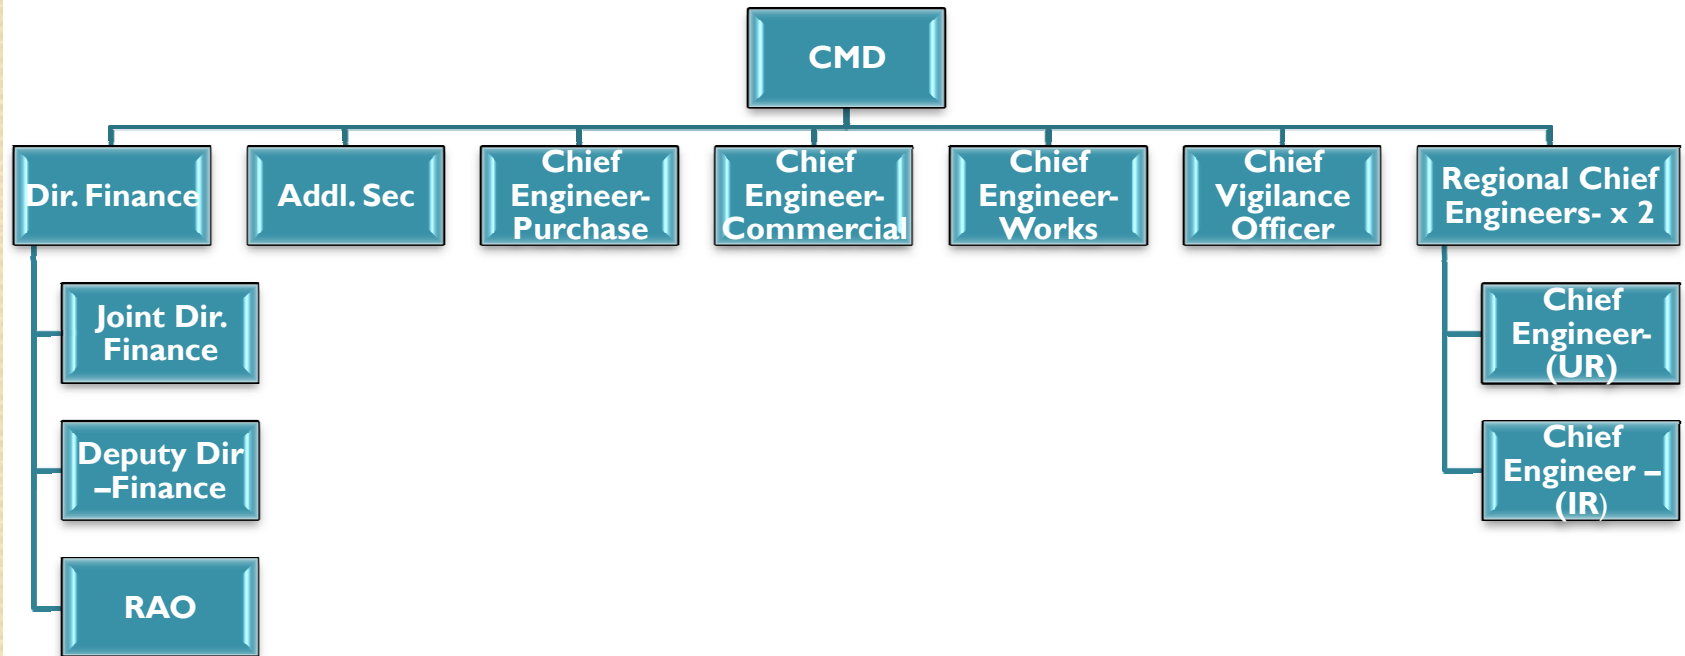 CMD
Dir. Finance
Addl. Sec
Chief
Engineer-
Purchase
Chief
Engineer-
Commercial
Chief
Engineer-
Works
Chief
Vigilance
Officer
Regional Chief
Engineers- x 2
Joint Dir.
Finance
Deputy Dir
–Finance
RAO
Chief
Engineer-
(UR)
Chief
Engineer –
(IR)